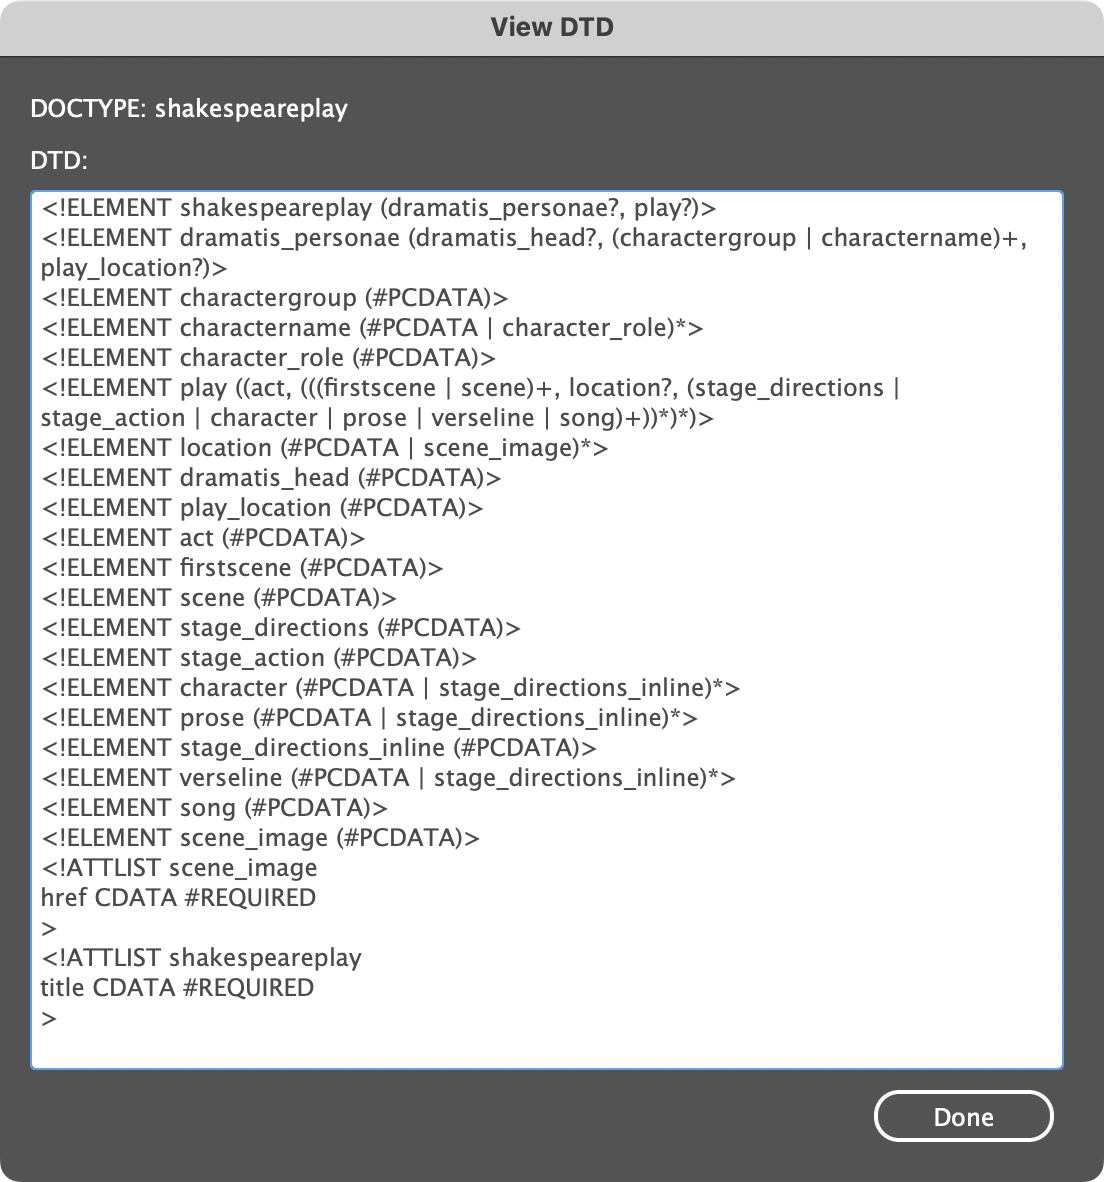 View DTD
DOCTYPE: shakespeareplay
DTD:
<!ELEMENT shakespeareplay (dramatis_personae?, play?)>
<!ELEMENT dramatis_personae (dramatis_head?, (charactergroup | charactername)+,
play_location?)>
<!ELEMENT charactergroup (#PCDATA)>
<!ELEMENT charactername (#PCDATA | character_role)*>
<!ELEMENT character_role (#PCDATA)>
<!ELEMENT play ((act, (((firstscene | scene)+, location?, (stage_directions |
stage_action | character | prose | verseline | song)+))*)*)>
<!ELEMENT location (#PCDATA | scene_image)*>
<!ELEMENT dramatis_head (#PCDATA)>
<!ELEMENT play_location (#PCDATA)>
<!ELEMENT act (#PCDATA)>
<!ELEMENT firstscene (#PCDATA)>
<!ELEMENT scene (#PCDATA)>
<!ELEMENT stage_directions (#PCDATA)>
<!ELEMENT stage_action (#PCDATA)>
<!ELEMENT character (#PCDATA | stage_directions_inline)*>
<!ELEMENT prose (#PCDATA | stage_directions_inline)*>
<!ELEMENT stage_directions_inline (#PCDATA)>
<!ELEMENT verseline (#PCDATA | stage_directions_inline)*>
<!ELEMENT song (#PCDATA)>
<!ELEMENT scene_image (#PCDATA)>
<!ATTLIST scene_image
href CDATA #REQUIRED
>
<!ATTLIST shakespeareplay
title CDATA #REQUIRED
>
Done